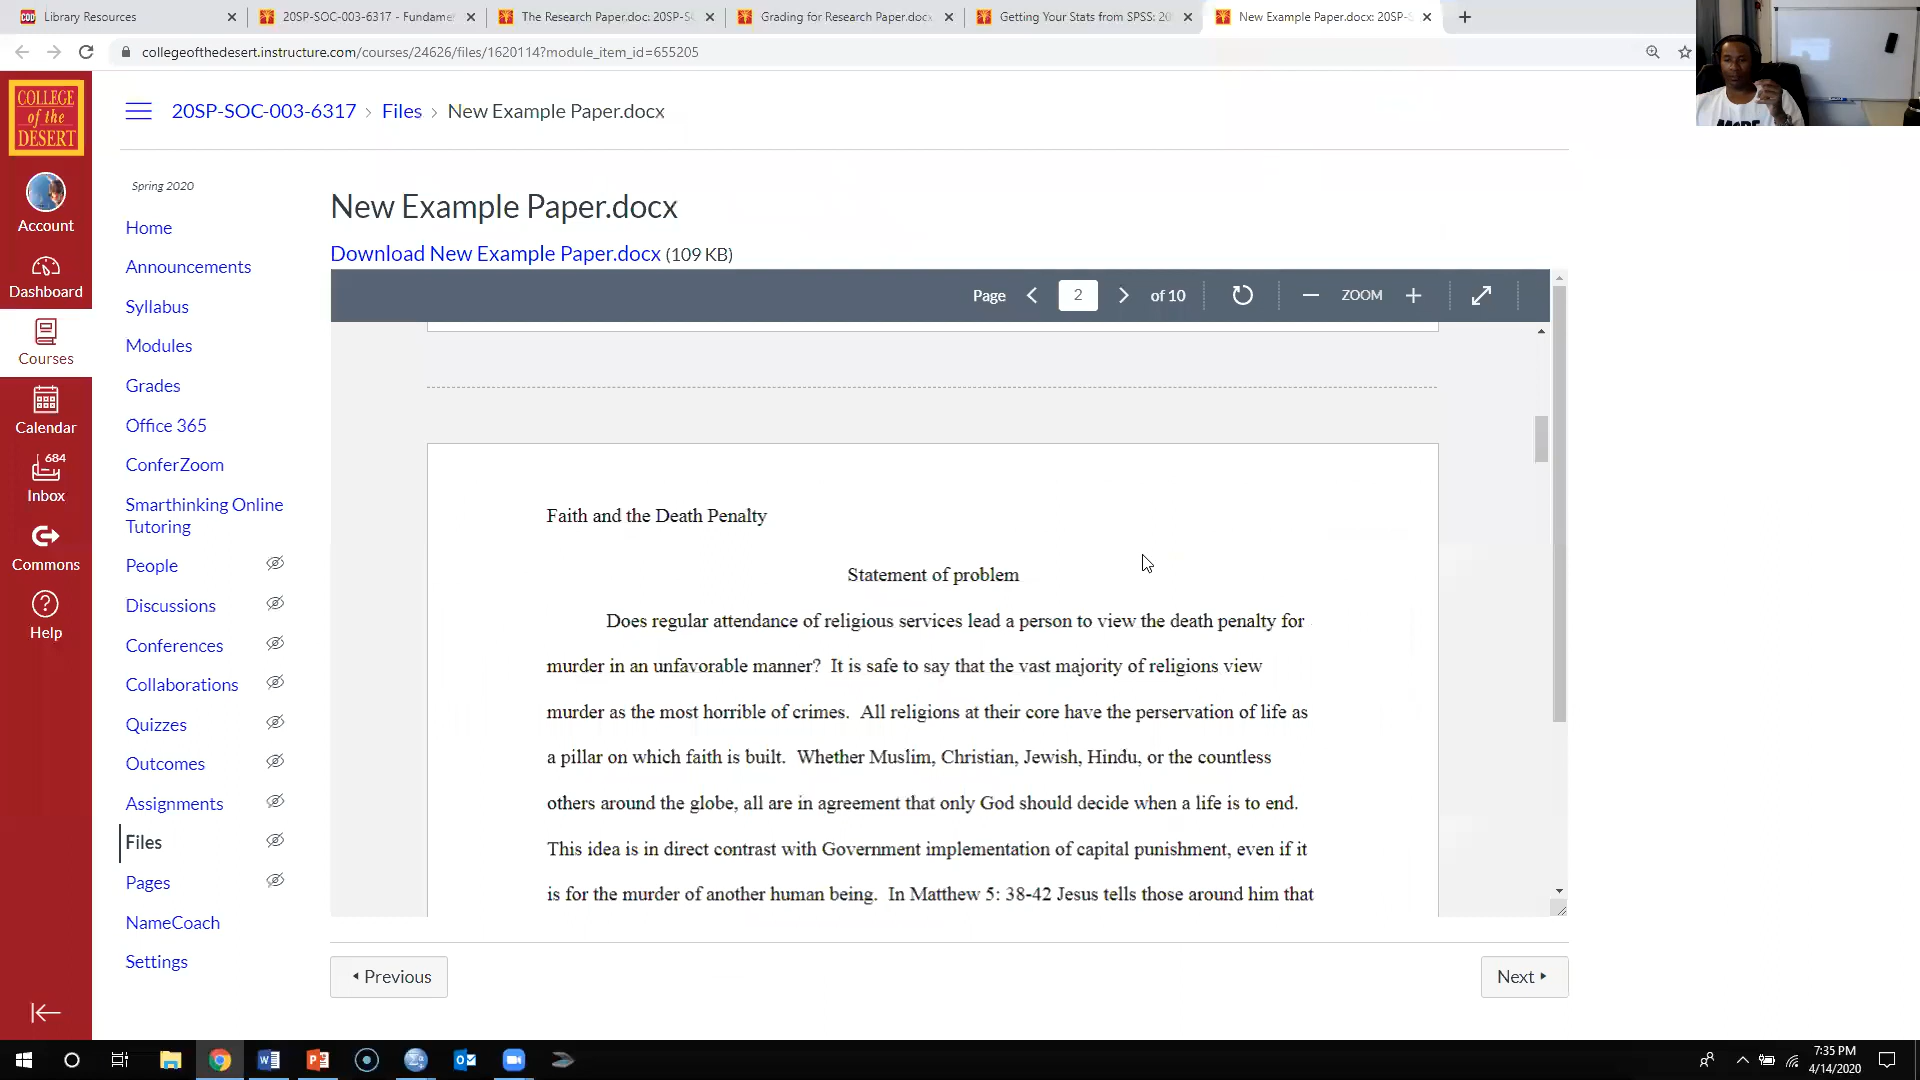 Library Resources
20SP-SOC-003-6317 - Fundame
The Research Paper.doc: 20SP-S
Grading for Research Paper.docx
Getting Your Stats from SPSS: 20
New Example Paper.docx: 20SP-S
collegeofthedesert.instructure.com/courses/24626/files/1620114?module_item_id=655205
COLLEGE
of the
DESERT
Account
Dashboard
Courses
Calendar
684
Inbox
Commons
Help
20SP-SOC-003-6317 › Files › New Example Paper.docx
Spring 2020
Home
Announcements
Syllabus
Modules
Grades
Office 365
ConferZoom
Smarthinking Online
Tutoring
People
Discussions
Conferences
Collaborations
Quizzes
Outcomes
Assignments
Files
Pages
NameCoach
Settings
New Example Paper.docx
Download New Example Paper.docx (109 KB)
Page 2 of 10 ZOOM
Faith and the Death Penalty
Statement of problem
Does regular attendance of religious services lead a person to view the death penalty for
murder in an unfavorable manner? It is safe to say that the vast majority of religions view
murder as the most horrible of crimes. All religions at their core have the perservation of life as
a pillar on which faith is built. Whether Muslim, Christian, Jewish, Hindu, or the countless
others around the globe, all are in agreement that only God should decide when a life is to end.
This idea is in direct contrast with Government implementation of capital punishment, even if it
is for the murder of another human being. In Matthew 5: 38-42 Jesus tells those around him that
Previous
Next
7:35 PM
4/14/2020